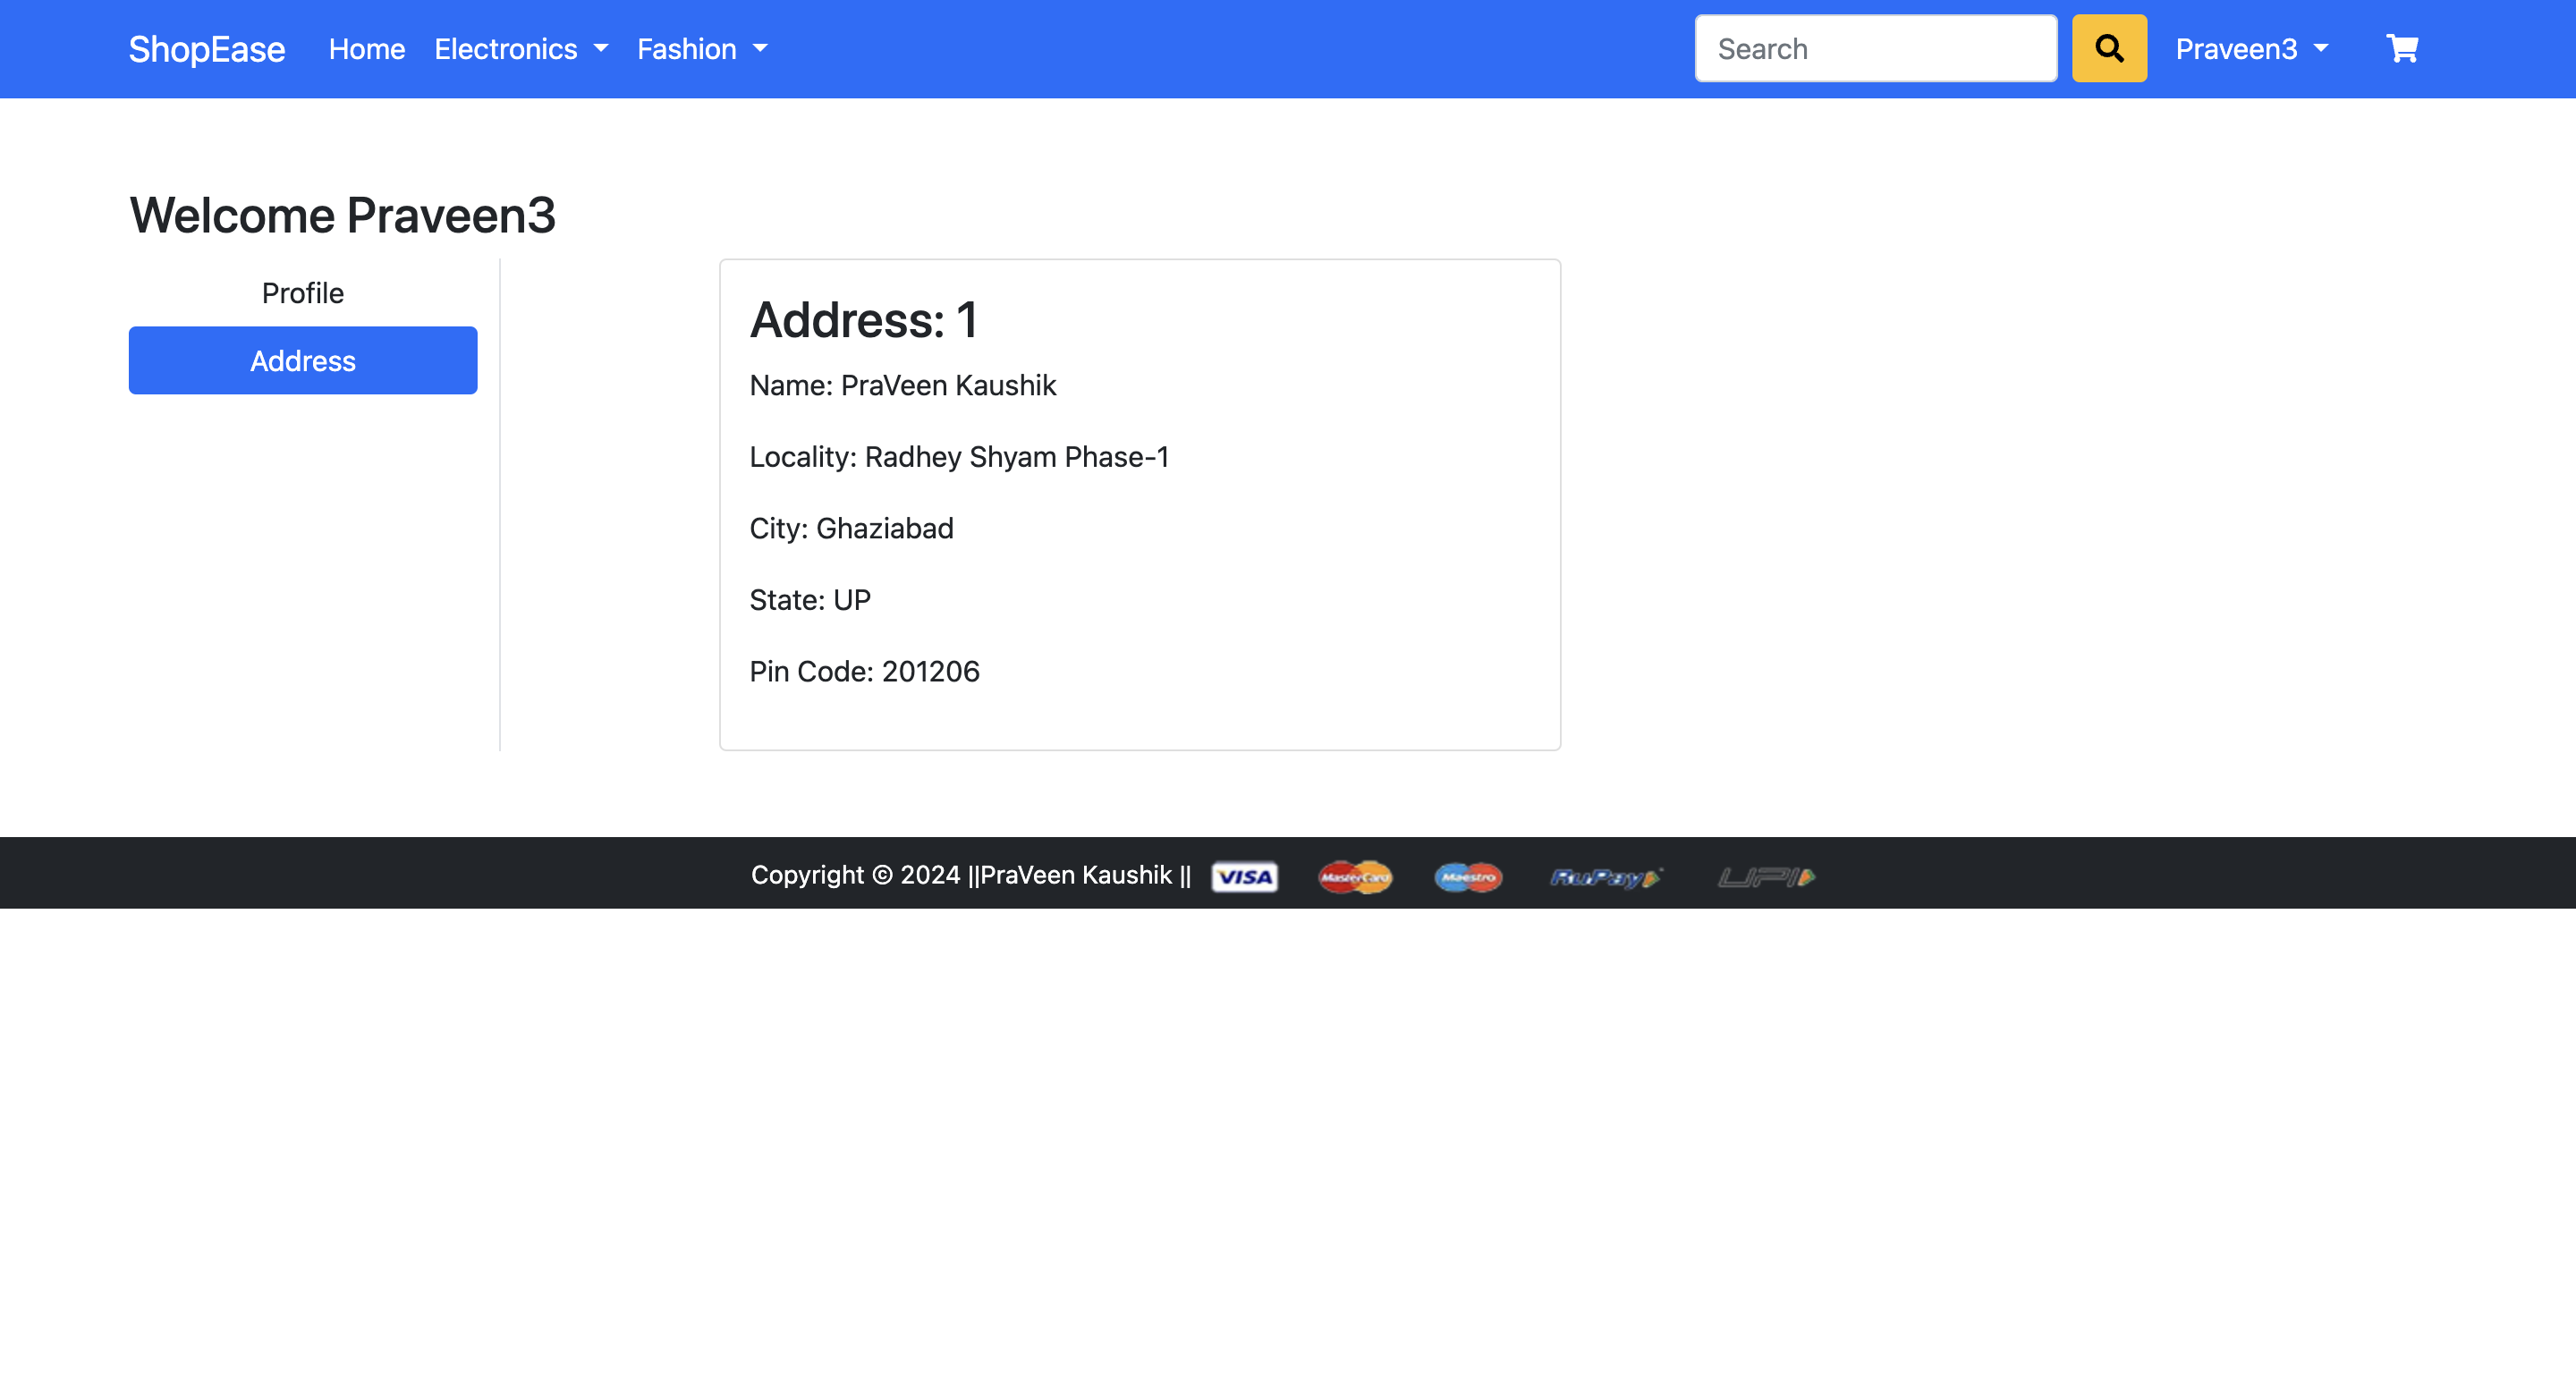 ShopEase Home Electronics Fashion Search Praveen3
Welcome Praveen3
Profile
Address
Address: 1
Name: PraVeen Kaushik
Locality: Radhey Shyam Phase-1
City: Ghaziabad
State: UP
Pin Code: 201206
Copyright © 2024 ||PraVeen Kaushik || VISA MasterCard Maestro RuPay UPI